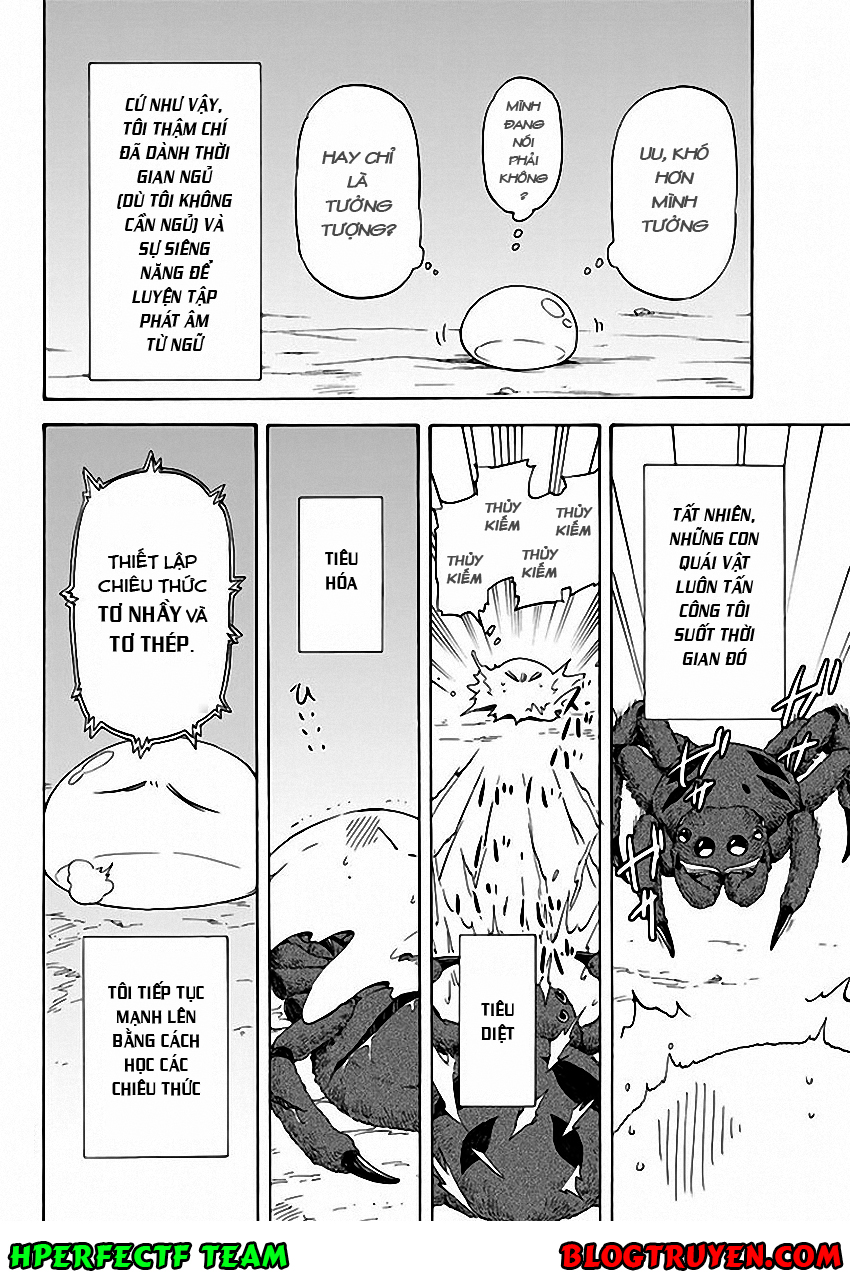 UU, KHÓ
HƠN
MÌNH
TƯỞNG
MÌNH
ĐANG
NÓI
PHẢI
KHÔNG
?
HAY CHỈ
LÀ
TƯỞNG
TƯỢNG?
CỨ NHƯ VẬY,
TÔI THẬM CHÍ
ĐÃ DÀNH THỜI
GIAN NGỦ
(DÙ TÔI KHÔNG
CẦN NGỦ) VÀ
SỰ SIÊNG
NĂNG ĐỂ
LUYỆN TẬP
PHÁT ÂM
TỪ NGỮ
TẤT NHIÊN,
NHỮNG CON
QUÁI VẬT
LUÔN TẤN
CÔNG TÔI
SUỐT THỜI
GIAN ĐÓ
THỦY
KIẾM
THỦY
KIẾM
THỦY
KIẾM
THỦY
KIẾM
TIÊU
DIỆT
TIÊU
HÓA
THIẾT LẬP
CHIÊU THỨC
TƠ NHẦY VÀ
TƠ THÉP.
TÔI TIẾP TỤC
MẠNH LÊN
BẰNG CÁCH
HỌC CÁC
CHIÊU THỨC
HPERFECTF TEAM
BLOGTRUYEN.COM